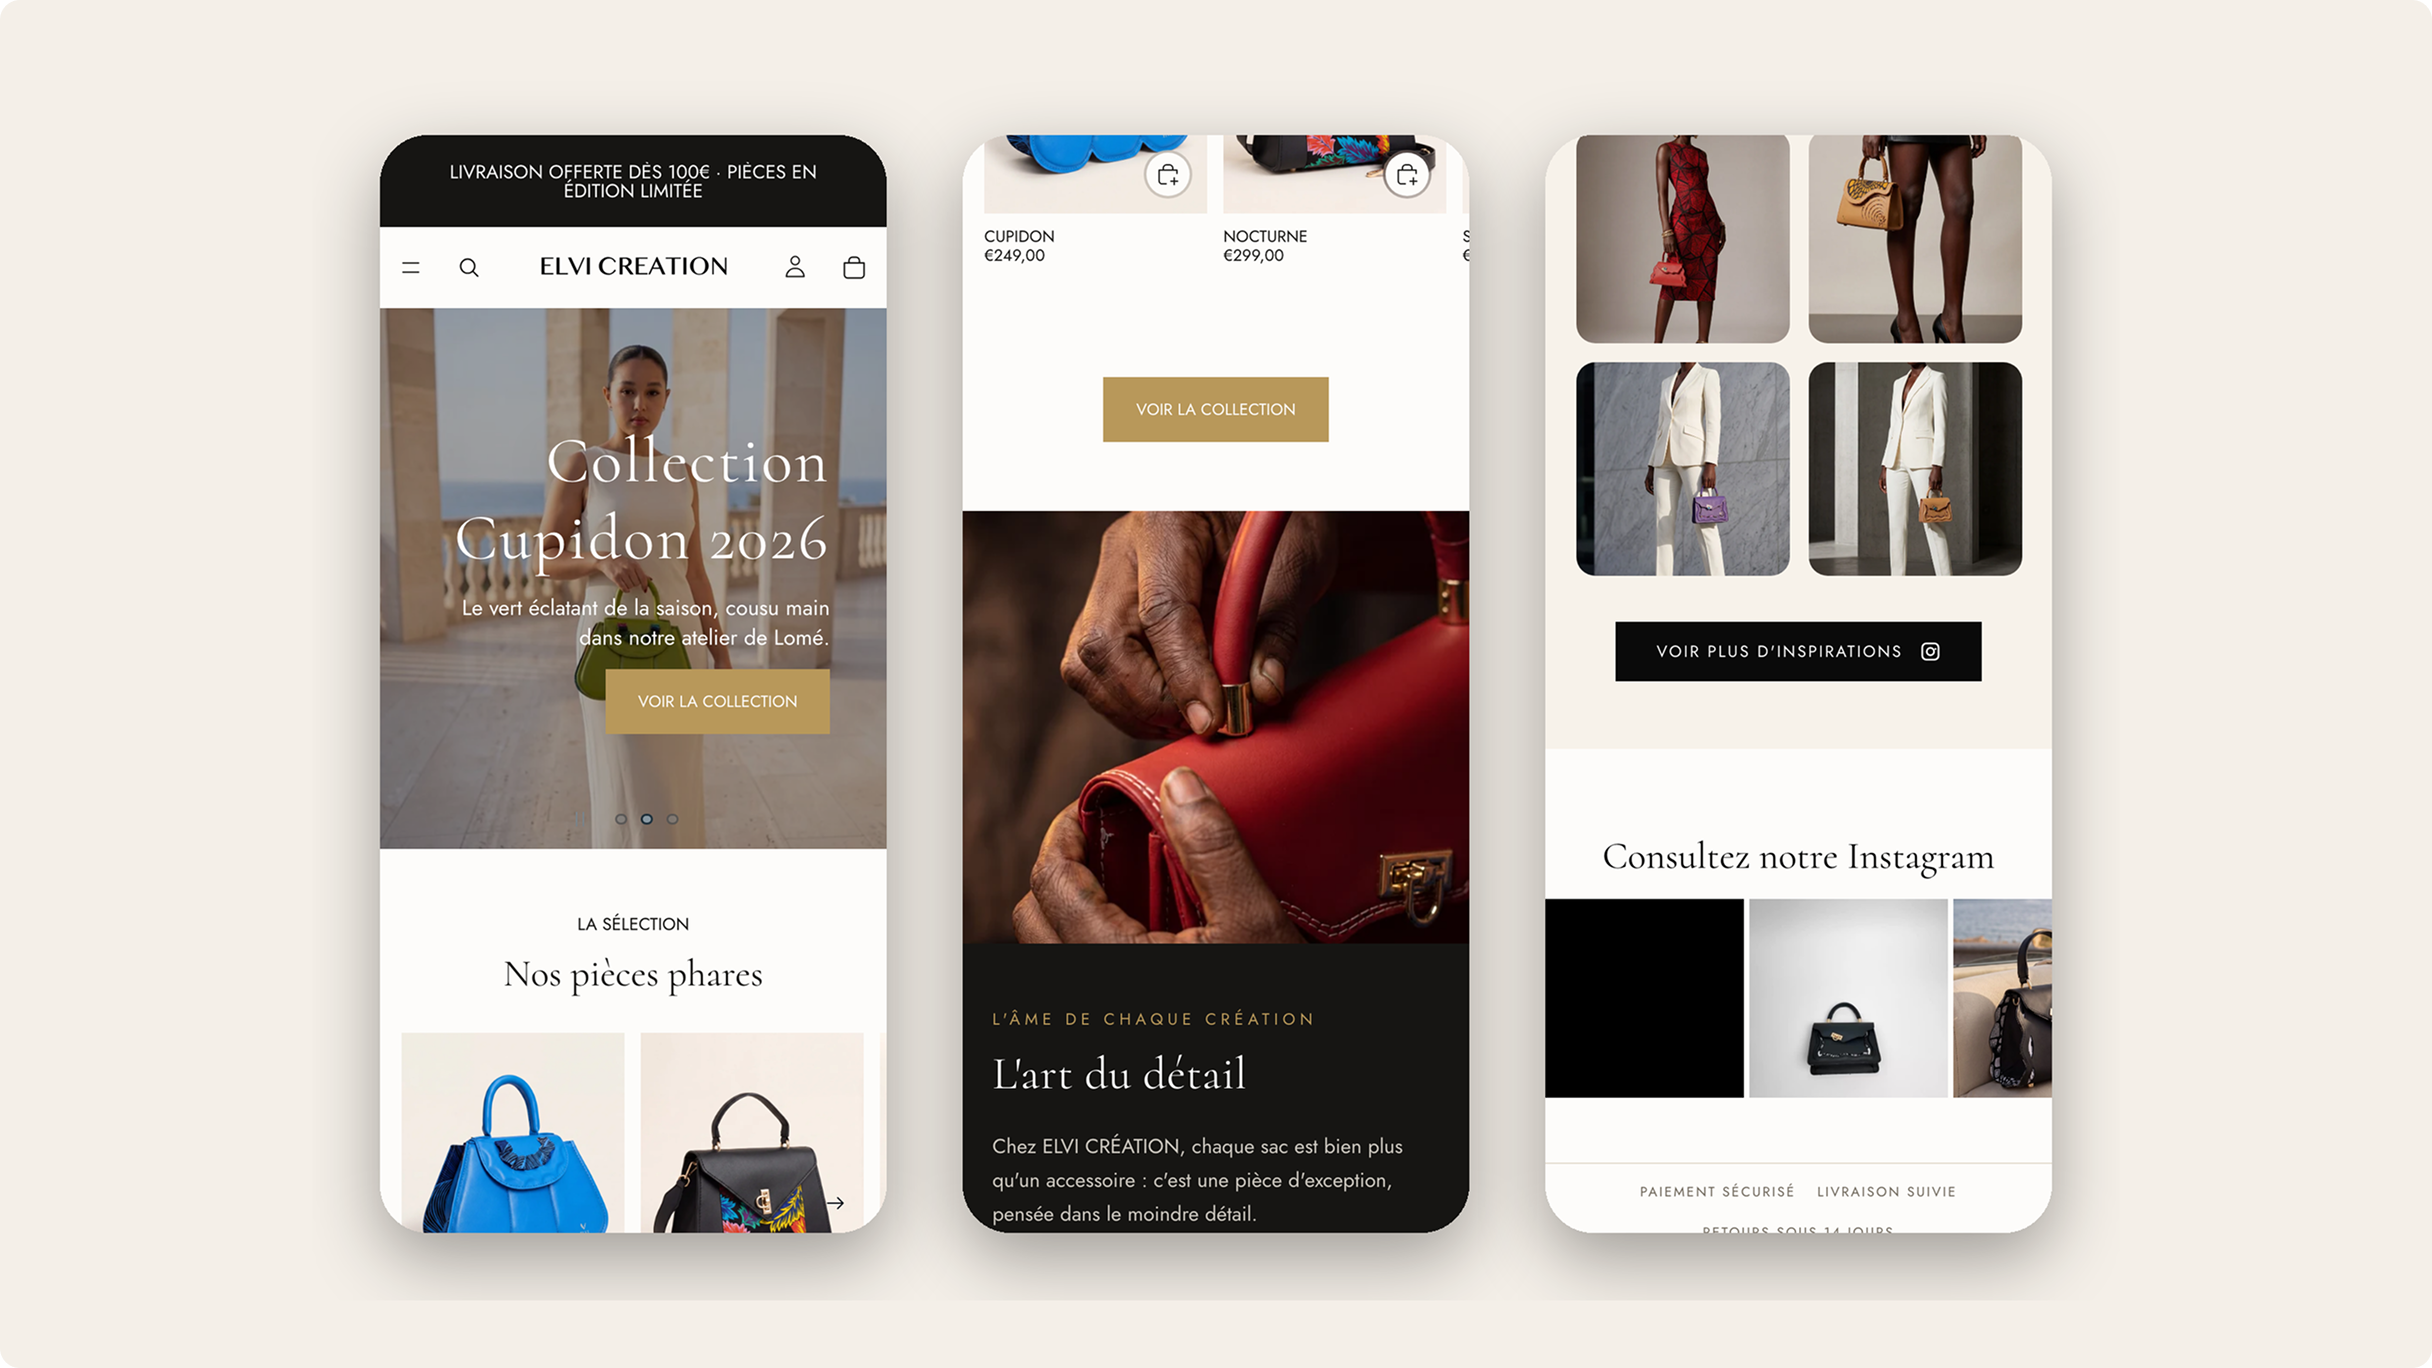 LIVRAISON OFFERTE DÈS 100€ · PIÈCES EN
ÉDITION LIMITÉE
ELVI CREATION
Collection
Cupidon 2026
Le vert éclatant de la saison, cousu main
dans notre atelier de Lomé.
VOIR LA COLLECTION
LA SÉLECTION
Nos pièces phares
CUPIDON
€249,00
NOCTURNE
€299,00
S
€
VOIR LA COLLECTION
L'ÂME DE CHAQUE CRÉATION
L'art du détail
Chez ELVI CRÉATION, chaque sac est bien plus
qu'un accessoire : c'est une pièce d'exception,
pensée dans le moindre détail.
VOIR PLUS D'INSPIRATIONS
Consultez notre Instagram
PAIEMENT SÉCURISÉ
LIVRAISON SUIVIE
RETOURS SOUS 14 JOURS